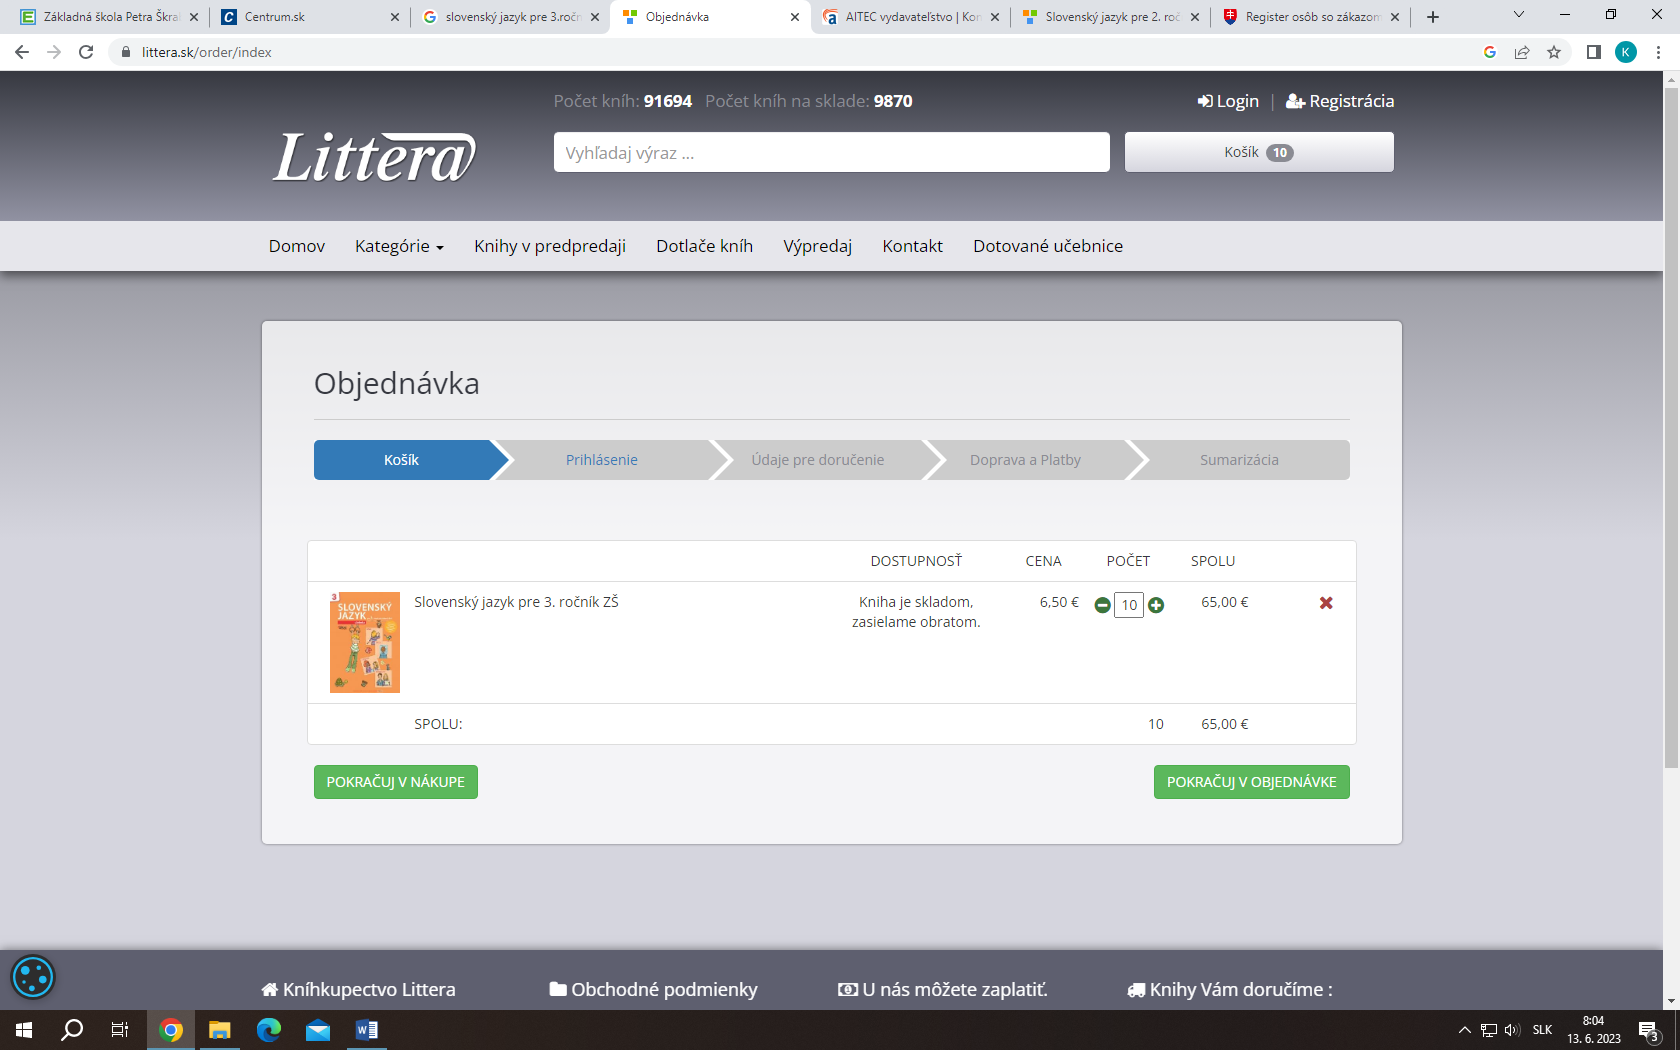 Základná škola Petra Škra
Centrum.sk
slovenský jazyk pre 3.ročn
Objednávka
AITEC vydavateľstvo | Kon
Slovenský jazyk pre 2. roč
Register osôb so zákazom
littera.sk/order/index
K
Počet kníh: 91694 Počet kníh na sklade: 9870
Login | Registrácia
Littera
Vyhľadaj výraz ...
Košík 10
Domov Kategórie Knihy v predpredaji Dotlače kníh Výpredaj Kontakt Dotované učebnice
Objednávka
Košík Prihlásenie Údaje pre doručenie Doprava a Platby Sumarizácia
DOSTUPNOSŤ CENA POČET SPOLU
3
SLOVENSKÝ
JAZYK
Slovenský jazyk pre 3. ročník ZŠ
Kniha je skladom,
zasielame obratom.
6,50 € 10 65,00 €
SPOLU: 10 65,00 €
POKRAČUJ V NÁKUPE POKRAČUJ V OBJEDNÁVKE
Kníhkupectvo Littera Obchodné podmienky U nás môžete zaplatiť. Knihy Vám doručíme :
SLK
8:04
13. 6. 2023
3